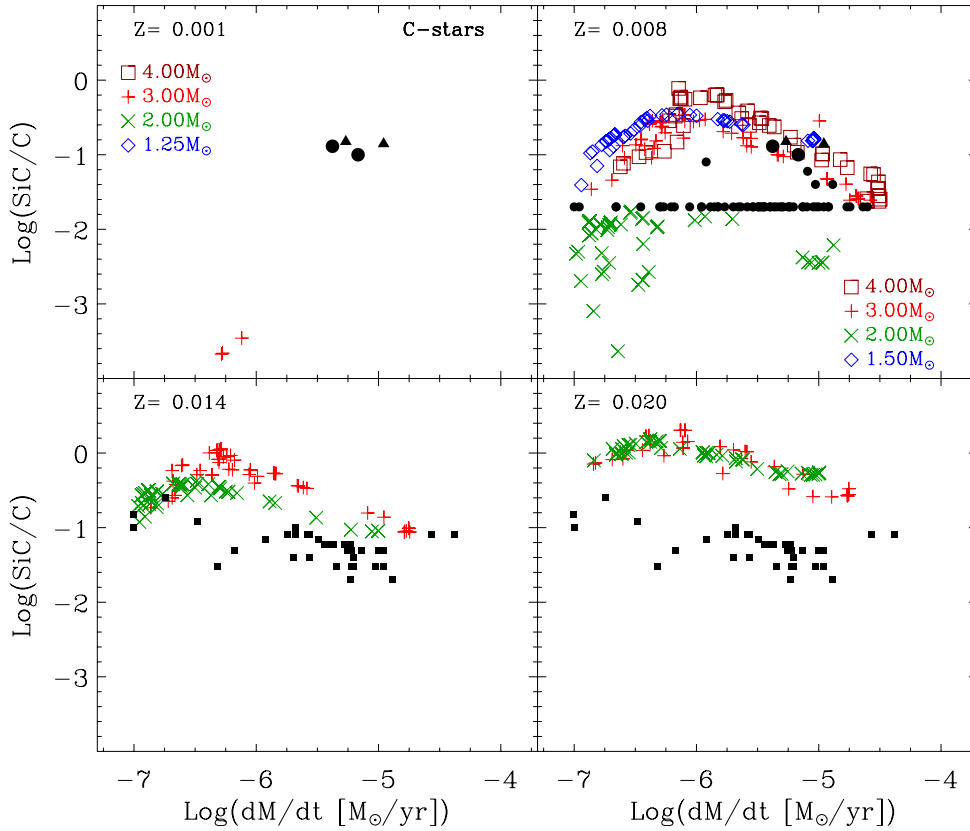 Z= 0.001
C-stars
4.00M⊙
3.00M⊙
2.00M⊙
1.25M⊙
Z= 0.008
4.00M⊙
3.00M⊙
2.00M⊙
1.50M⊙
0
−1
−2
−3
Log(SiC/C)
Z= 0.014
Z= 0.020
0
−1
−2
−3
Log(SiC/C)
−7 −6 −5 −4
−7 −6 −5 −4
Log(dM/dt [M⊙/yr)
Log(dM/dt [M⊙/yr)